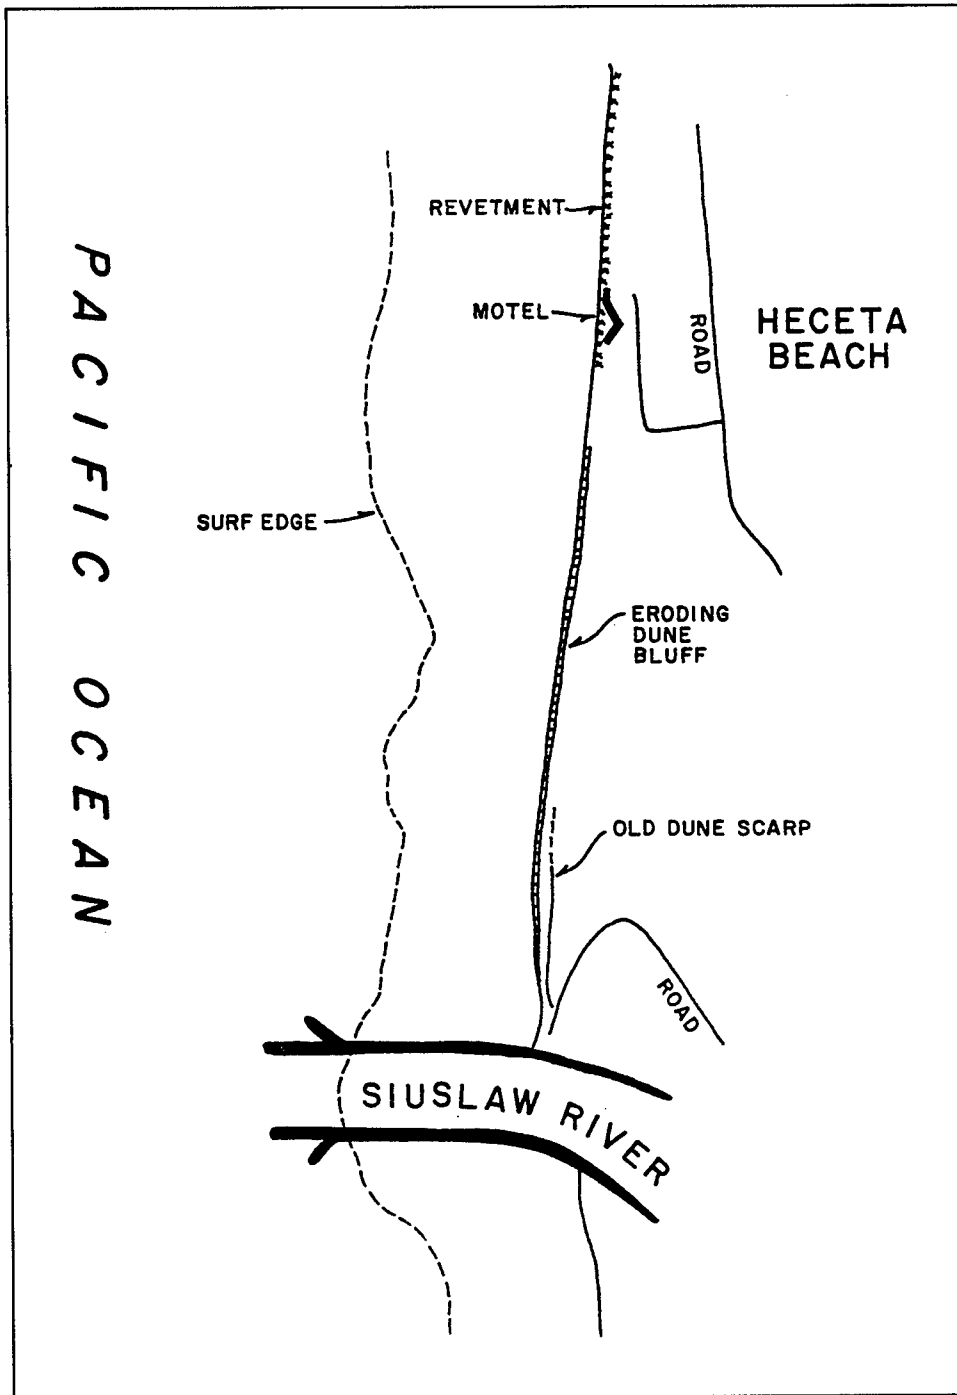 REVETMENT
MOTEL
ROAD
HECETA
BEACH
PACIFIC OCEAN
SURF EDGE
ERODING
DUNE
BLUFF
OLD DUNE SCARP
ROAD
SIUSLAW RIVER